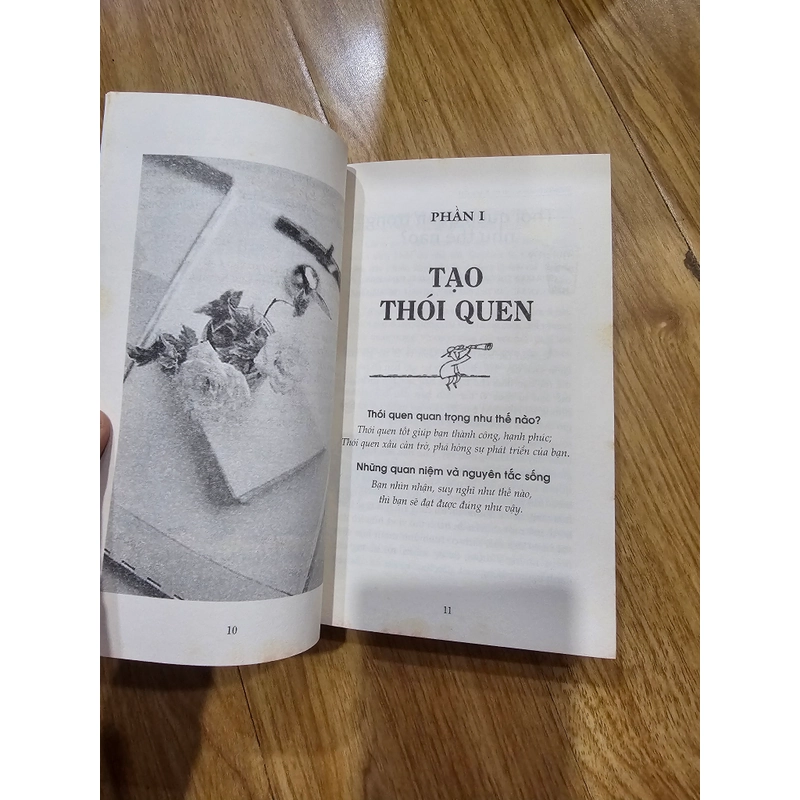 10
PHẦN I
TẠO
THÓI QUEN
Thói quen quan trọng như thế nào?
Thói quen tốt giúp bạn thành công, hạnh phúc;
Thói quen xấu cản trở, phá hỏng sự phát triển của bạn.
Những quan niệm và nguyên tắc sống
Bạn nhìn nhận, suy nghĩ như thế nào,
thì bạn sẽ đạt được đúng như vậy.
11